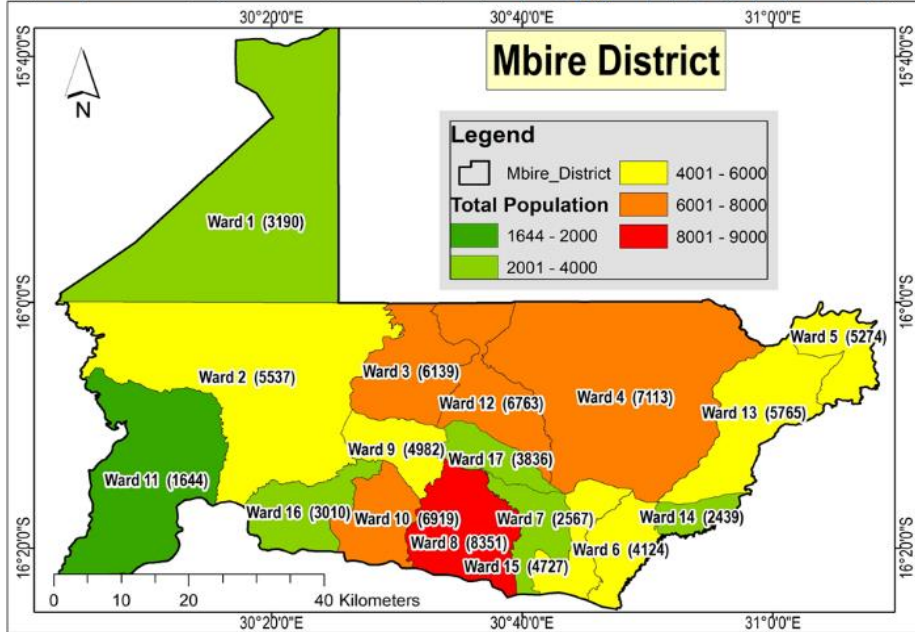 30°20'0"E 30°40'0"E 31°0'0"E
15°40'0"S 15°40'0"S
Mbire District
N
Legend
Mbire_District
Total Population
1644 - 2000
2001 - 4000
4001 - 6000
6001 - 8000
8001 - 9000
Ward 1 (3190)
16°0'0"S 16°0'0"S
Ward 5 (5274)
Ward 3 (6139)
Ward 2 (5537)
Ward 4 (7113)
Ward 12 (6763)
Ward 13 (5765)
Ward 9 (4982)
Ward 17 (3836)
Ward 11 (1644)
Ward 16 (3010)
Ward 10 (6919)
Ward 7 (2567)
Ward 14 (2439)
Ward 8 (8351)
Ward 6 (4124)
Ward 15 (4727)
16°20'0"S 16°20'0"S
0 10 20 40 Kilometers
30°20'0"E 30°40'0"E 31°0'0"E